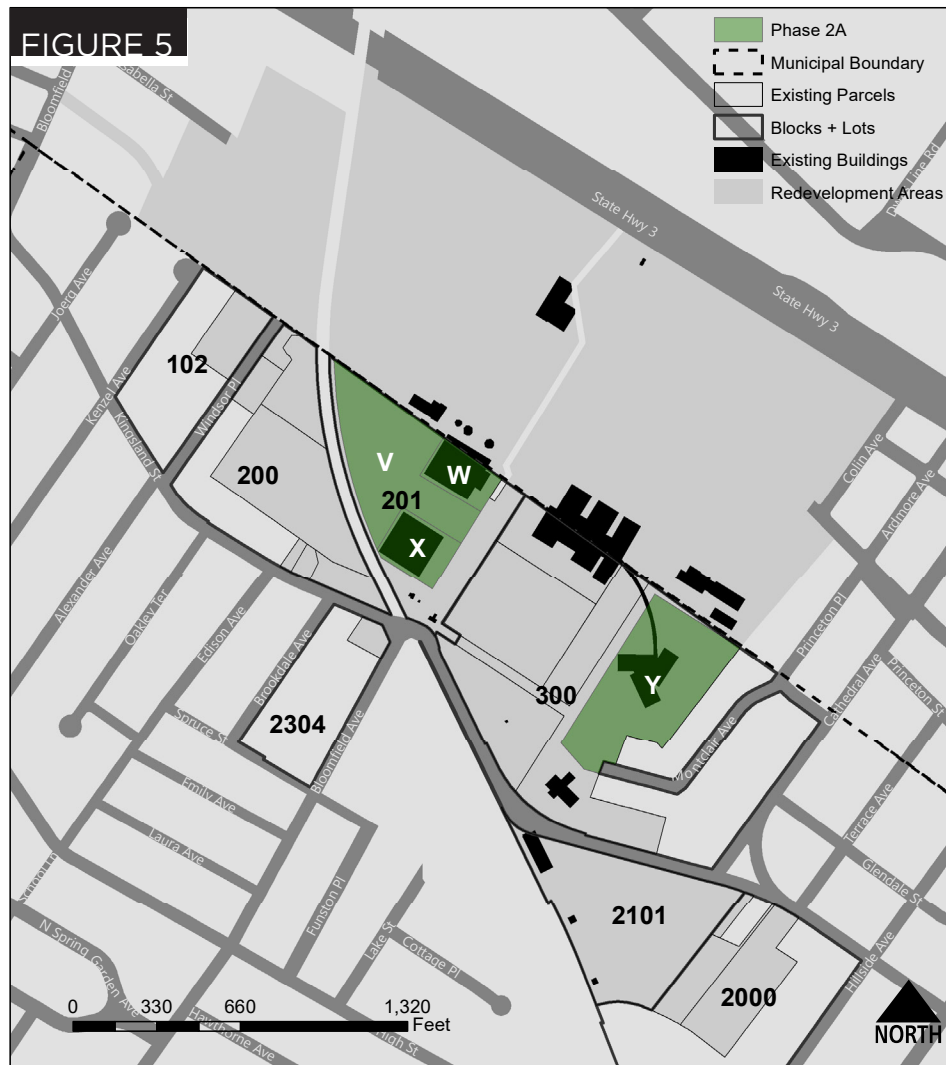 FIGURE 5
Phase 2A
Municipal Boundary
Existing Parcels
Blocks + Lots
Existing Buildings
Redevelopment Areas
Bloomfield
State Hwy 3
State Hwy 3
Joerg Ave
Kenzel Ave
Kingsland St
Windsor Pl
102
200
V
W
201
X
Colin Ave
Ardmore Ave
Alexander Ave
Oakley Ter
Edison Ave
Brookdale Ave
Princeton Pl
Cathedral Ave
Princeton St
300
Y
Montclair Ave
2304
Spruce St
Bloomfield Ave
Emily Ave
Laura Ave
Terrace Ave
Glendale St
Funston Pl
Lake St
Cottage Pl
N Spring Garden Ave
2101
2000
Hillside Ave
0 330 660 1,320
Feet
Hawthorne Ave
High St
NORTH